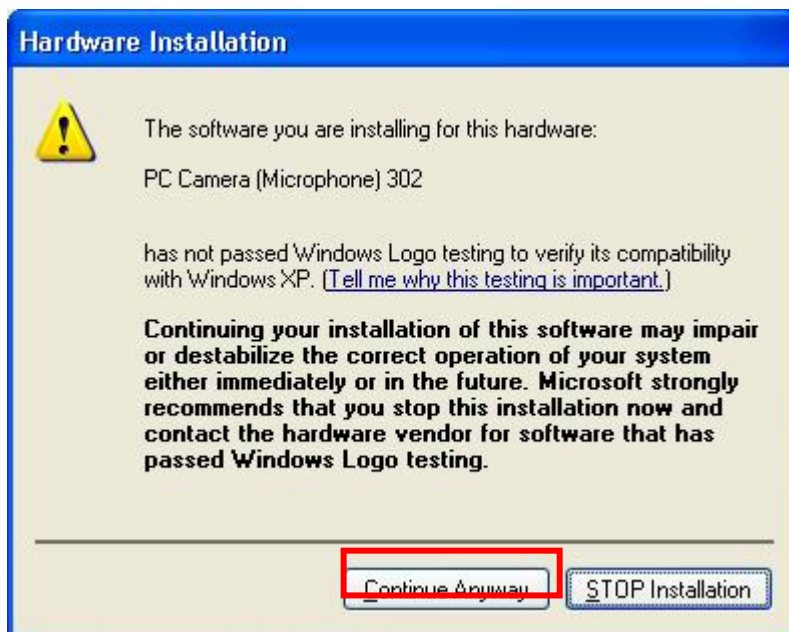 Hardware Installation
The software you are installing for this hardware:
PC Camera (Microphone) 302
has not passed Windows Logo testing to verify its compatibility
with Windows XP. (Tell me why this testing is important.)
Continuing your installation of this software may impair
or destabilize the correct operation of your system
either immediately or in the future. Microsoft strongly
recommends that you stop this installation now and
contact the hardware vendor for software that has
passed Windows Logo testing.
Continue Anyway
STOP Installation